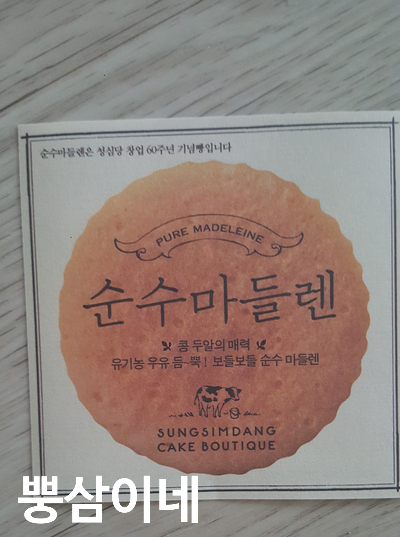 순수마들렌은 성심당 창업 60주년 기념빵입니다
PURE MADELEINE
순수마들렌
콩 두알의 매력
유기농 우유 듬~뿍! 보들보들 순수 마들렌
SUNGSIMDANG
CAKE BOUTIQUE
뿡삼이네